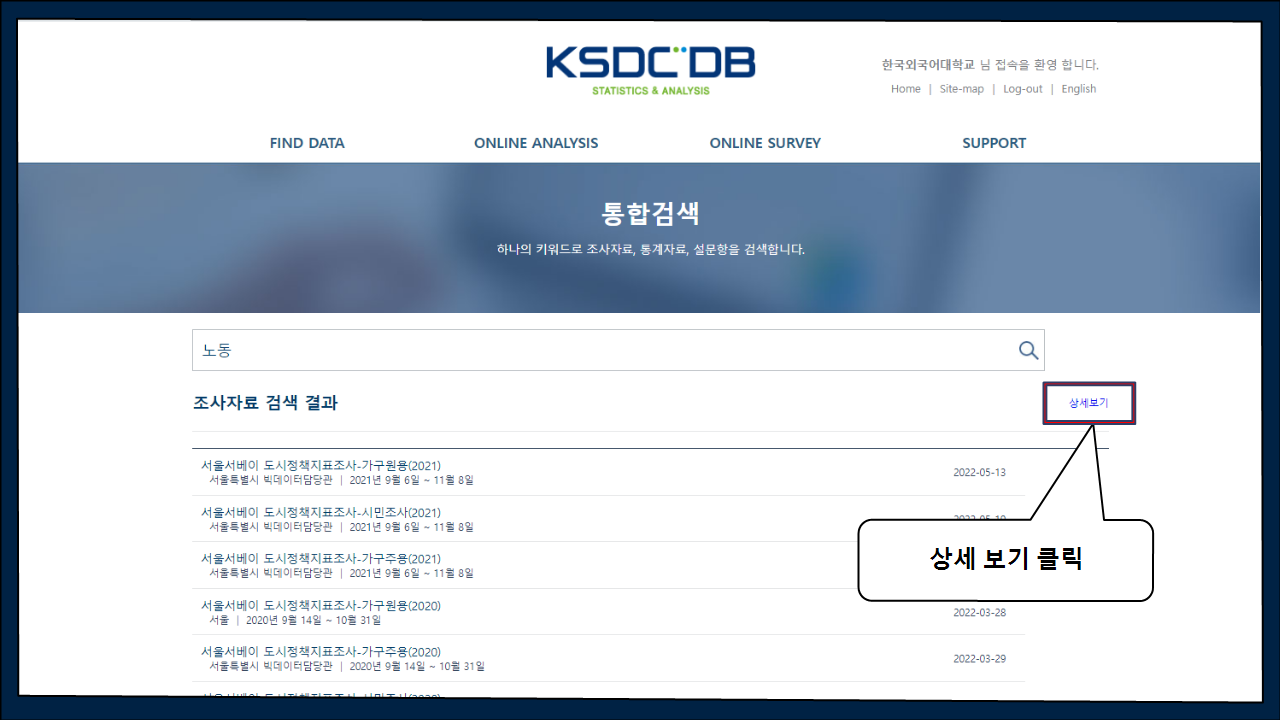 KSDC DB
STATISTICS & ANALYSIS
한국외국어대학교 님 접속을 환영 합니다.
Home | Site-map | Log-out | English
FIND DATA ONLINE ANALYSIS ONLINE SURVEY SUPPORT
통합검색
하나의 키워드로 조사자료, 통계자료, 설문항을 검색합니다.
노동
조사자료 검색 결과
상세보기
서울서베이 도시정책지표조사-가구원용(2021)
서울특별시 빅데이터담당관 | 2021년 9월 6일 ~ 11월 8일
2022-05-13
서울서베이 도시정책지표조사-시민조사(2021)
서울특별시 빅데이터담당관 | 2021년 9월 6일 ~ 11월 8일
서울서베이 도시정책지표조사-가구주용(2021)
서울특별시 빅데이터담당관 | 2021년 9월 6일 ~ 11월 8일
상세 보기 클릭
서울서베이 도시정책지표조사-가구원용(2020)
서울 | 2020년 9월 14일 ~ 10월 31일
2022-03-28
서울서베이 도시정책지표조사-가구주용(2020)
서울특별시 빅데이터담당관 | 2020년 9월 14일 ~ 10월 31일
2022-03-29